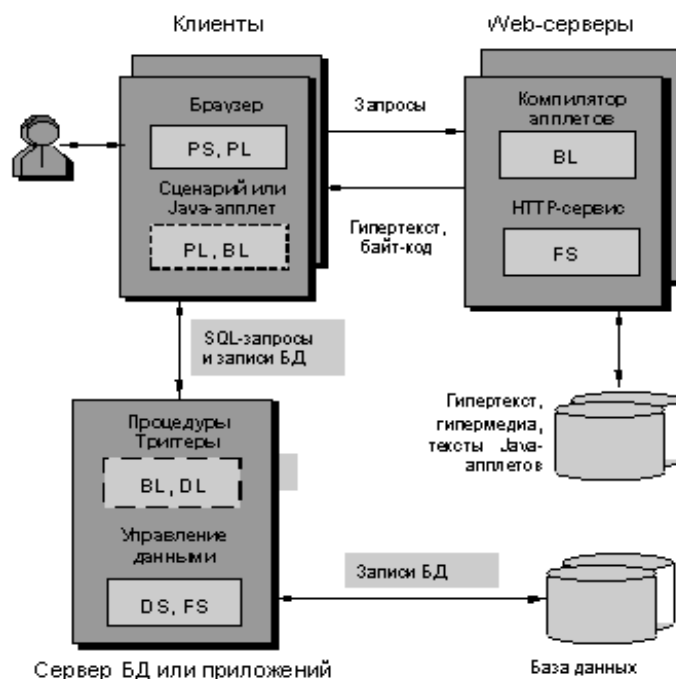 Клиенты
Web-серверы
Браузер
PS, PL
Сценарий или
Java-апплет
PL, BL
Запросы
Гипертекст,
байт-код
Компилятор
апплетов
BL
HTTP-сервис
FS
SQL-запросы
и записи БД
Гипертекст,
гипермедиа,
тексты Java-
апплетов
Процедуры
Триггеры
BL, DL
Управление
данными
DS, FS
Записи БД
Сервер БД или приложений
База данных